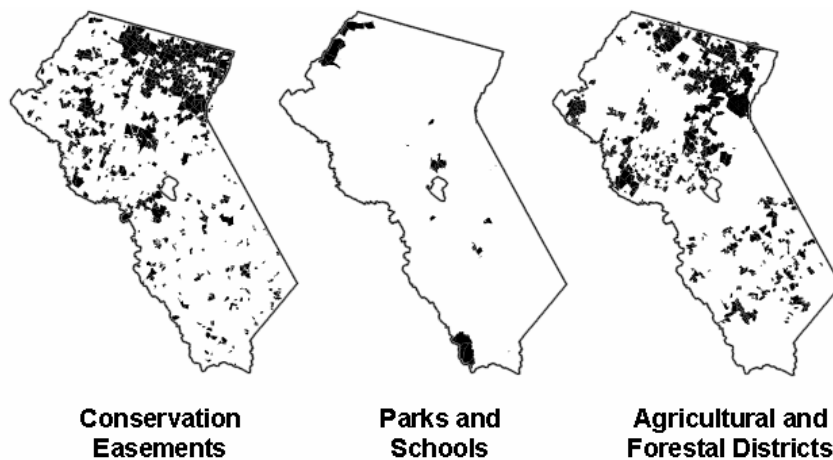 Conservation
Easements
Parks and
Schools
Agricultural and
Forestal Districts